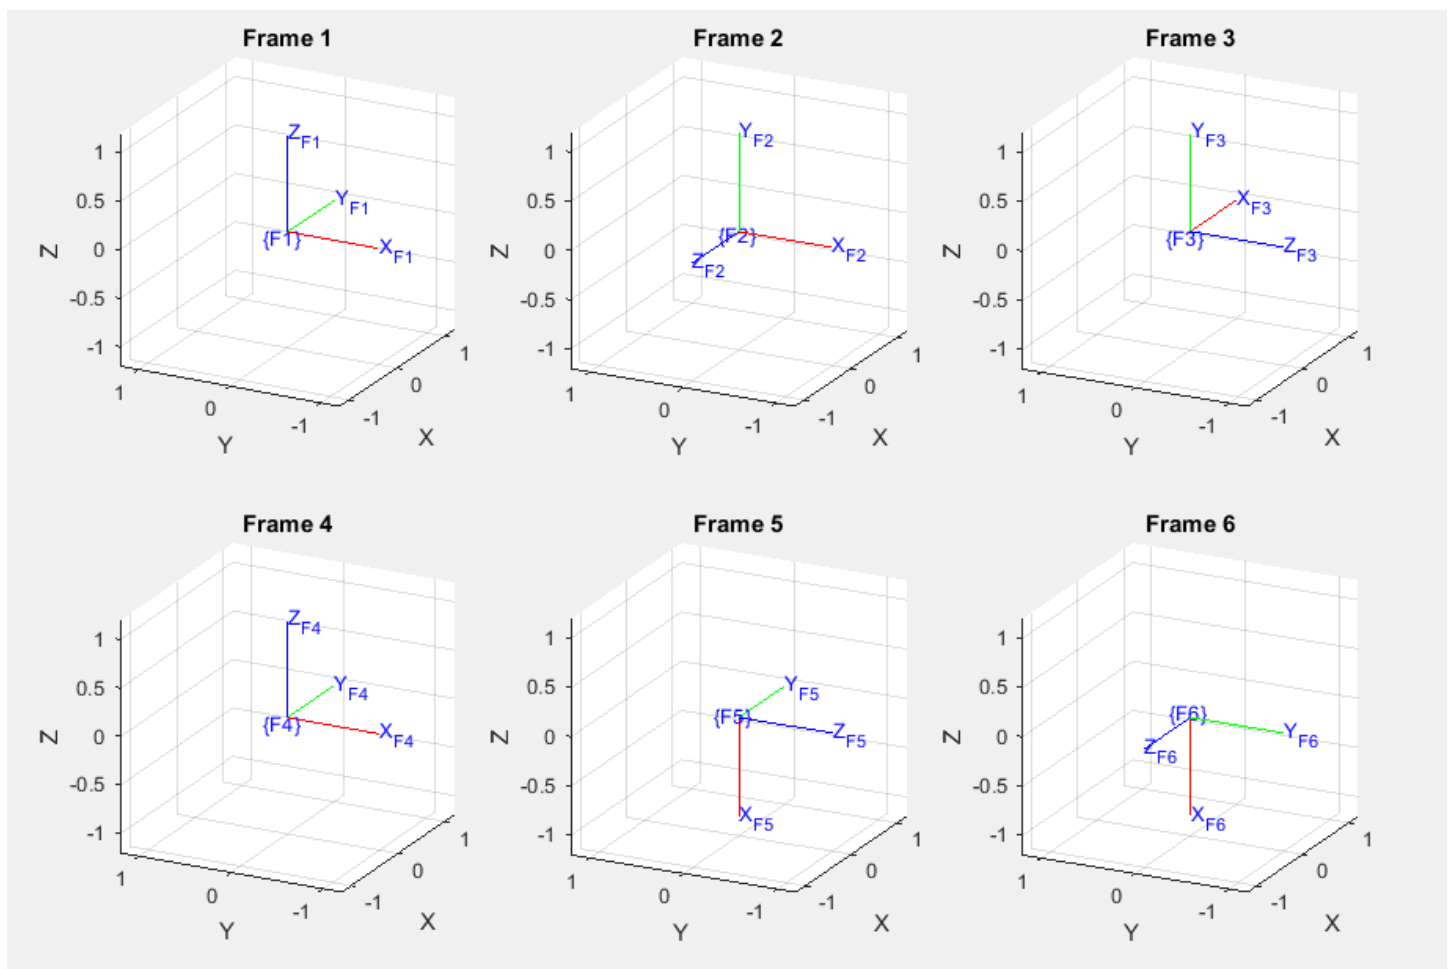 Frame 1
Frame 2
Frame 3
Z_F1
Y_F2
Y_F3
1
1
1
0.5
Y_F1
0.5
0.5
X_F3
Z
0
{F1}
X_F1
Z
0
{F2}
X_F2
Z_F2
Z
0
{F3}
Z_F3
-0.5
-0.5
-0.5
-1
-1
-1
1
0
-1
Y
-1
0
1
X
1
0
-1
Y
-1
0
1
X
1
0
-1
Y
-1
0
1
X
Frame 4
Frame 5
Frame 6
Z_F4
1
1
1
0.5
Y_F4
0.5
Y_F5
0.5
Z
0
{F4}
X_F4
Z
0
{F5}
Z_F5
Z
0
{F6}
Y_F6
Z_F6
-0.5
-0.5
-0.5
X_F5
X_F6
-1
-1
-1
1
0
-1
Y
-1
0
1
X
1
0
-1
Y
-1
0
1
X
1
0
-1
Y
-1
0
1
X